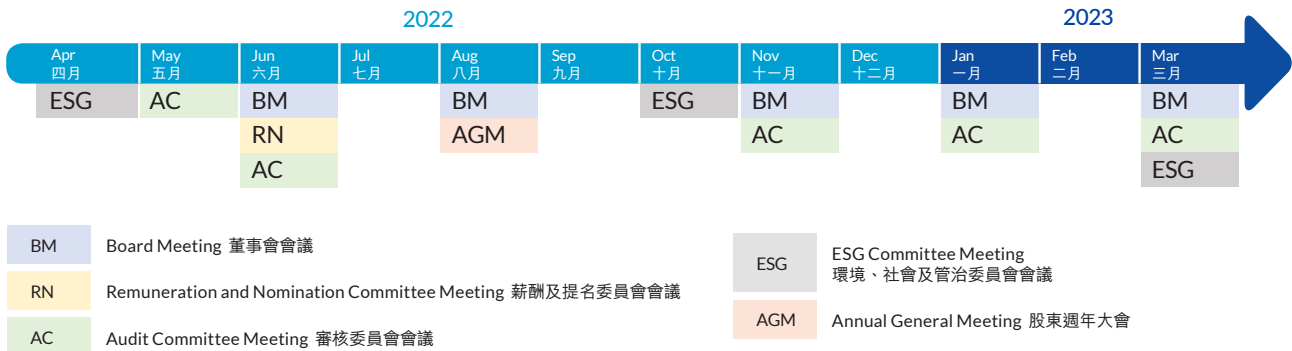 2022
2023
Apr
四月
May
五月
Jun
六月
Jul
七月
Aug
八月
Sep
九月
Oct
十月
Nov
十一月
Dec
十二月
Jan
一月
Feb
二月
Mar
三月
ESG
AC
BM
BM
ESG
BM
BM
BM
RN
AGM
AC
AC
AC
AC
ESG
BM Board Meeting 董事會會議
RN Remuneration and Nomination Committee Meeting 薪酬及提名委員會會議
AC Audit Committee Meeting 審核委員會會議
ESG ESG Committee Meeting
環境、社會及管治委員會會議
AGM Annual General Meeting 股東週年大會